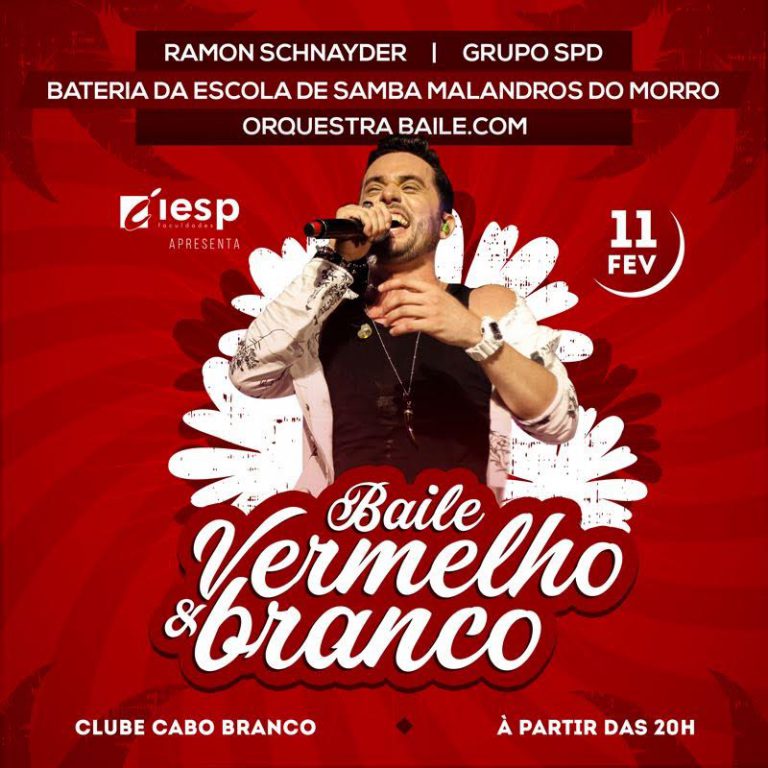 RAMON SCHNAYDER | GRUPO SPD
BATERIA DA ESCOLA DE SAMBA MALANDROS DO MORRO
ORQUESTRA BAILE.COM
iesp
faculdades
APRESENTA
11
FEV
Baile
Vermelho
& branco
CLUBE CABO BRANCO
À PARTIR DAS 20H